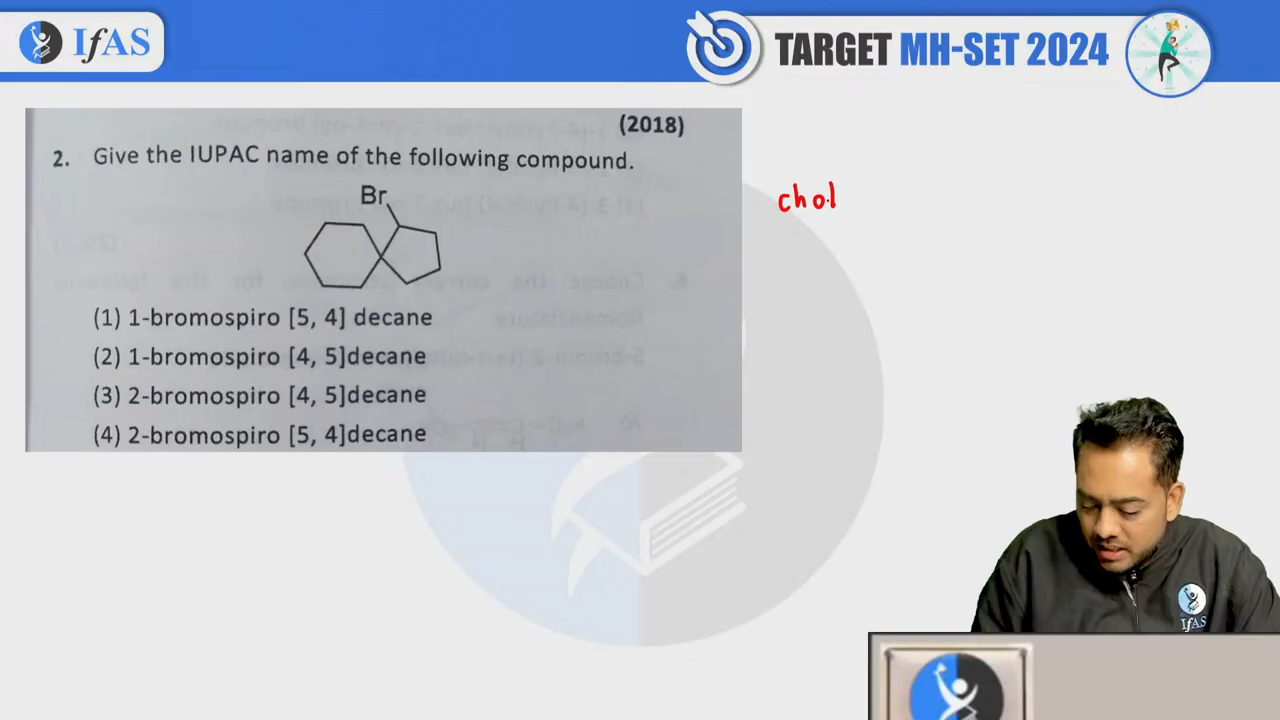 IfAS
TARGET MH-SET 2024
(2018)
2. Give the IUPAC name of the following compound.
Br
(1) 1-bromospiro [5, 4] decane
(2) 1-bromospiro [4, 5]decane
(3) 2-bromospiro [4, 5]decane
(4) 2-bromospiro [5, 4]decane
chol
IfAS